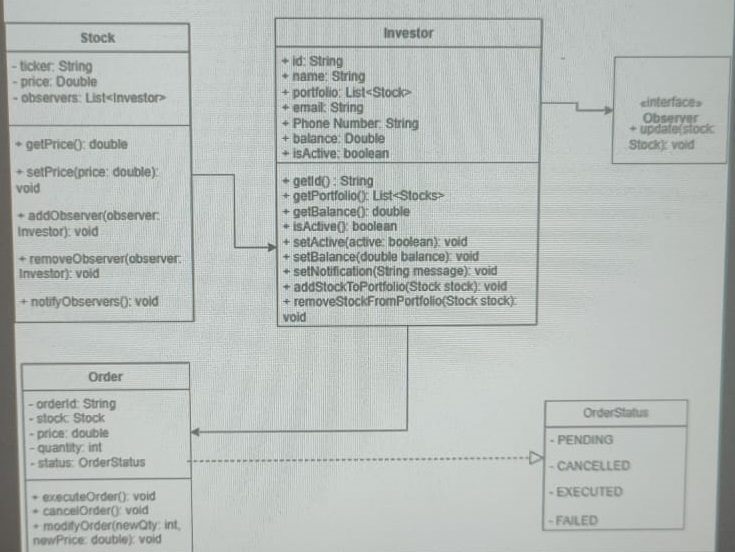 Stock
- ticker: String
- price: Double
- observers: List<Investor>
+ getPrice(): double
+ setPrice(price: double):
void
+ addObserver(observer:
Investor): void
+ removeObserver(observer:
Investor): void
+ notifyObservers(): void
Investor
+ id: String
+ name: String
+ portfolio: List<Stock>
+ email: String
+ Phone Number: String
+ balance: Double
+ isActive: boolean
+ getId() : String
+ getPortfolio(): List<Stocks>
+ getBalance(): double
+ isActive(): boolean
+ setActive(active: boolean): void
+ setBalance(double balance): void
+ setNotification(String message): void
+ addStockToPortfolio(Stock stock): void
+ removeStockFromPortfolio(Stock stock):
void
«interface»
Observer
+ update(stock:
Stock): void
Order
- orderId: String
- stock: Stock
- price: double
- quantity: int
- status: OrderStatus
+ executeOrder(): void
+ cancelOrder(): void
+ modifyOrder(newQty: int,
newPrice: double): void
OrderStatus
- PENDING
- CANCELLED
- EXECUTED
- FAILED